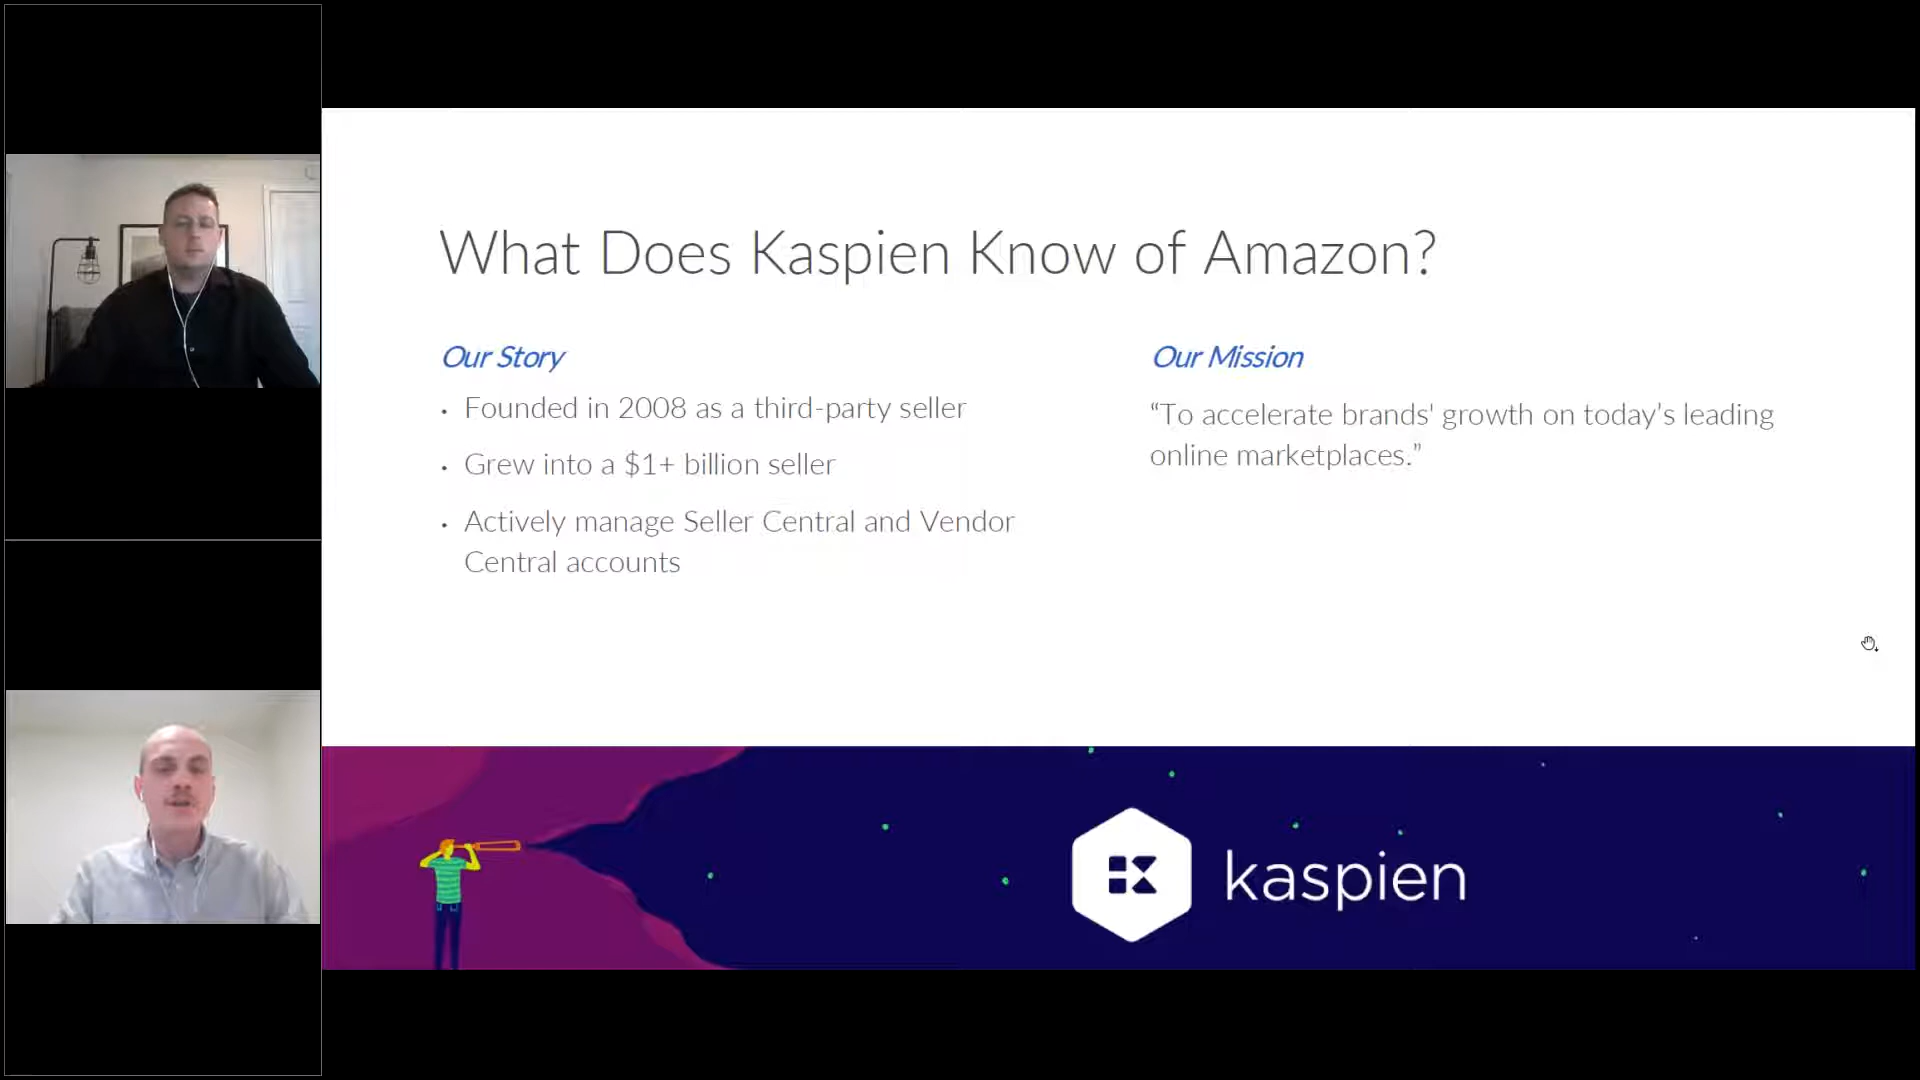 What Does Kaspien Know of Amazon?
Our Story
• Founded in 2008 as a third-party seller
• Grew into a $1+ billion seller
• Actively manage Seller Central and Vendor
Central accounts
Our Mission
“To accelerate brands' growth on today's leading
online marketplaces.”
kaspien